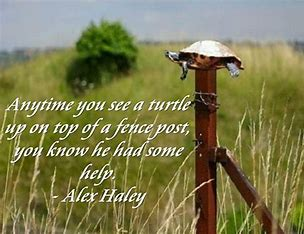 Anytime you see a turtle
up on top of a fence post,
you know he had some
help.
- Alex Haley